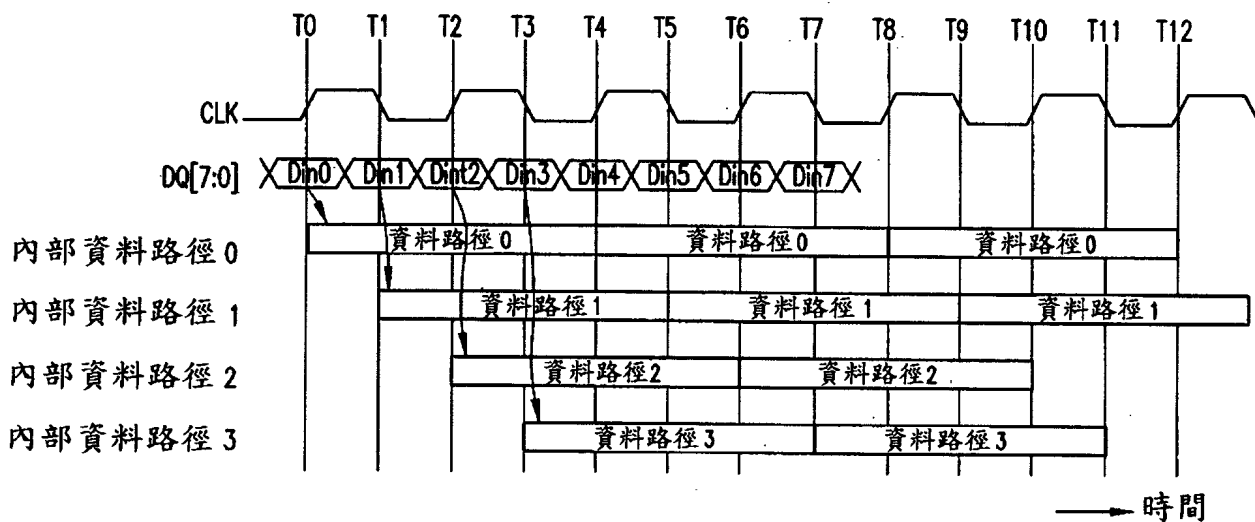 T0 T1 T2 T3 T4 T5 T6 T7 T8 T9 T10 T11 T12
CLK
DQ[7:0] Din0 Din1 Dint2 Din3 Din4 Din5 Din6 Din7
內部資料路徑0 資料路徑0 資料路徑0 資料路徑0
內部資料路徑1 資料路徑1 資料路徑1 資料路徑1
內部資料路徑2 資料路徑2 資料路徑2
內部資料路徑3 資料路徑3 資料路徑3
時間